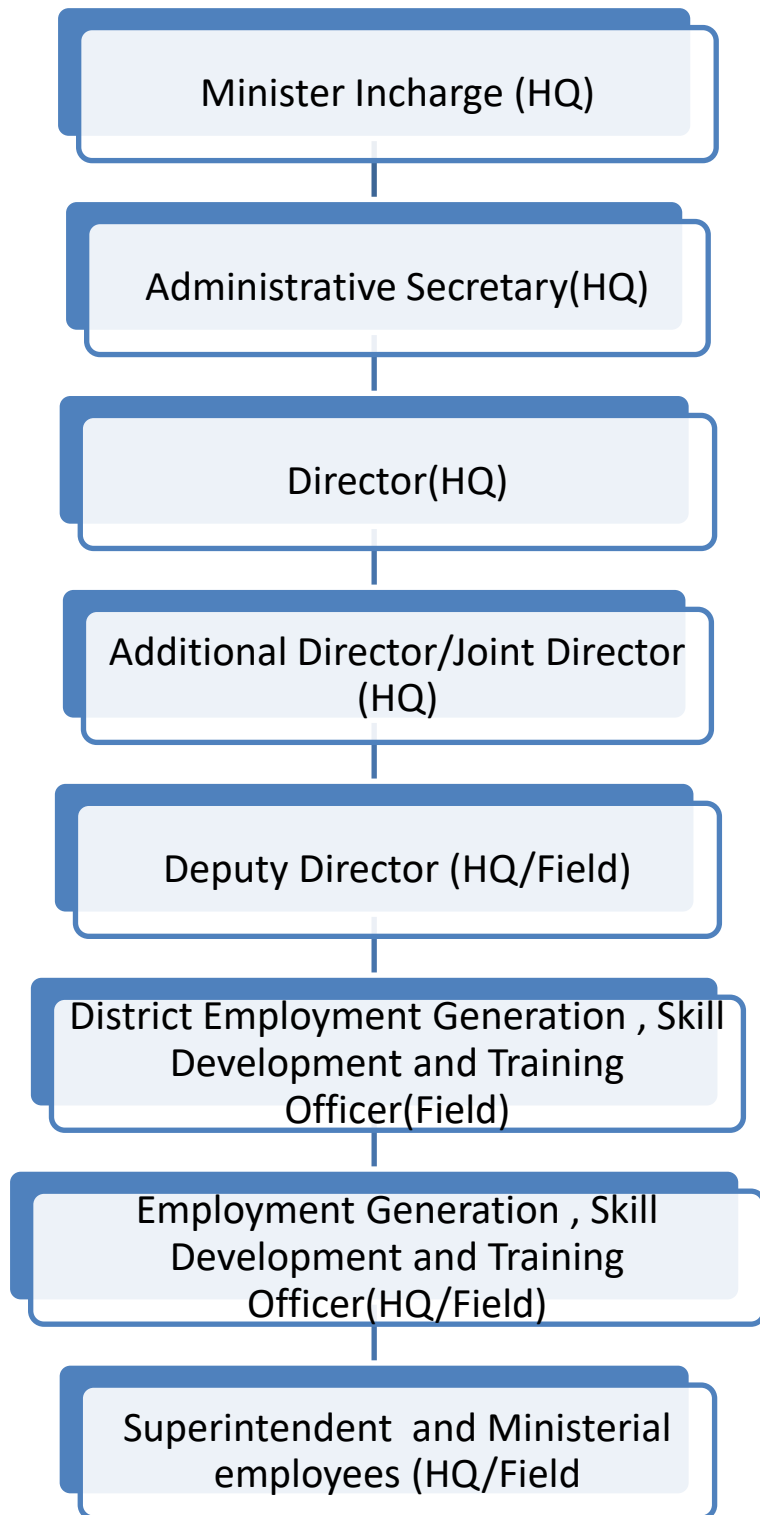 Minister Incharge (HQ)
Administrative Secretary(HQ)
Director(HQ)
Additional Director/Joint Director
(HQ)
Deputy Director (HQ/Field)
District Employment Generation , Skill
Development and Training
Officer(Field)
Employment Generation , Skill
Development and Training
Officer(HQ/Field)
Superintendent  and Ministerial
employees (HQ/Field